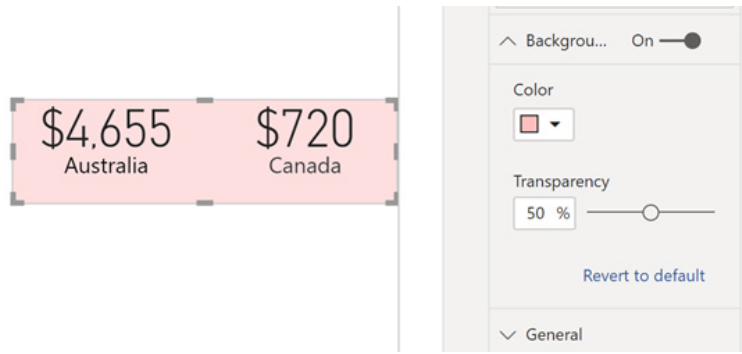 $4,655 $720
Australia Canada
Backgrou... On
Color
Transparency
50 %
Revert to default
General